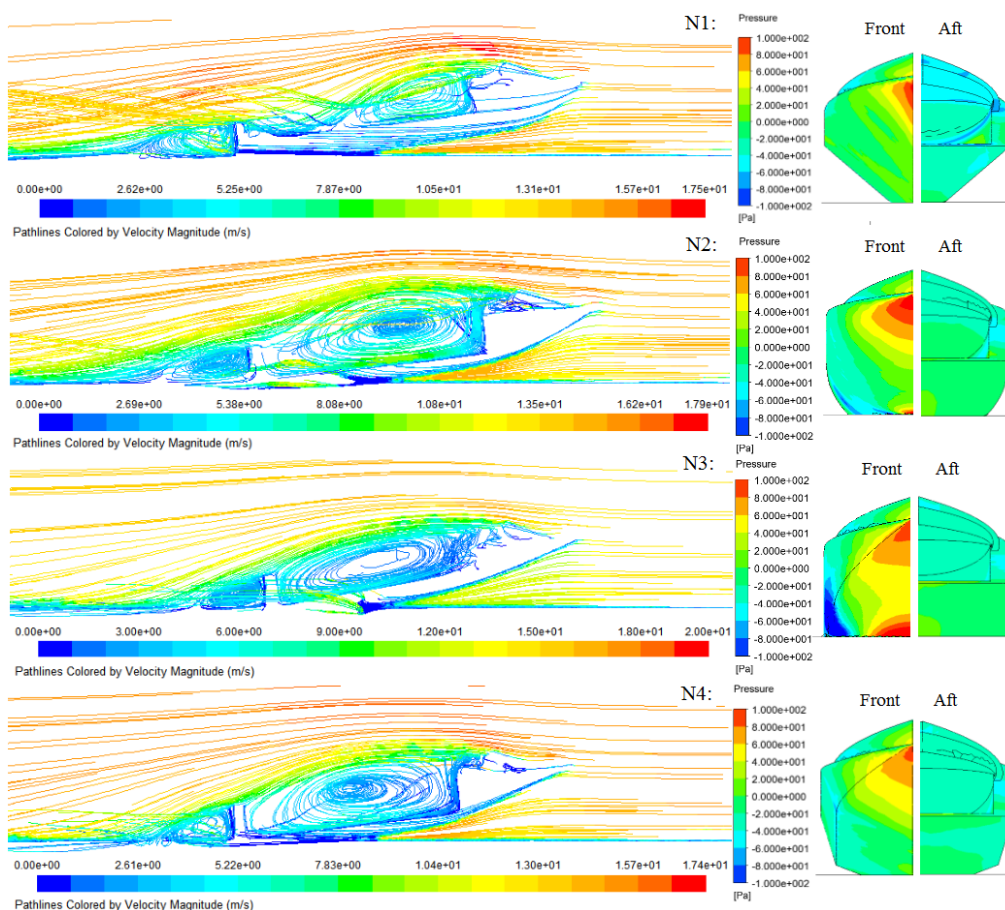 N1:
Pressure
1.000e+002
8.000e+001
6.000e+001
4.000e+001
2.000e+001
0.000e+000
-2.000e+001
-4.000e+001
-6.000e+001
-8.000e+001
-1.000e+002
[Pa]
Front Aft
0.00e+00 2.62e+00 5.25e+00 7.87e+00 1.05e+01 1.31e+01 1.57e+01 1.75e+01
Pathlines Colored by Velocity Magnitude (m/s)
N2:
Pressure
1.000e+002
8.000e+001
6.000e+001
4.000e+001
2.000e+001
0.000e+000
-2.000e+001
-4.000e+001
-6.000e+001
-8.000e+001
-1.000e+002
[Pa]
Front Aft
0.00e+00 2.69e+00 5.38e+00 8.08e+00 1.08e+01 1.35e+01 1.62e+01 1.79e+01
Pathlines Colored by Velocity Magnitude (m/s)
N3:
Pressure
1.000e+002
8.000e+001
6.000e+001
4.000e+001
2.000e+001
0.000e+000
-2.000e+001
-4.000e+001
-6.000e+001
-8.000e+001
-1.000e+002
[Pa]
Front Aft
0.00e+00 3.00e+00 6.00e+00 9.00e+00 1.20e+01 1.50e+01 1.80e+01 2.00e+01
Pathlines Colored by Velocity Magnitude (m/s)
N4:
Pressure
1.000e+002
8.000e+001
6.000e+001
4.000e+001
2.000e+001
0.000e+000
-2.000e+001
-4.000e+001
-6.000e+001
-8.000e+001
-1.000e+002
[Pa]
Front Aft
0.00e+00 2.61e+00 5.22e+00 7.83e+00 1.04e+01 1.30e+01 1.57e+01 1.74e+01
Pathlines Colored by Velocity Magnitude (m/s)